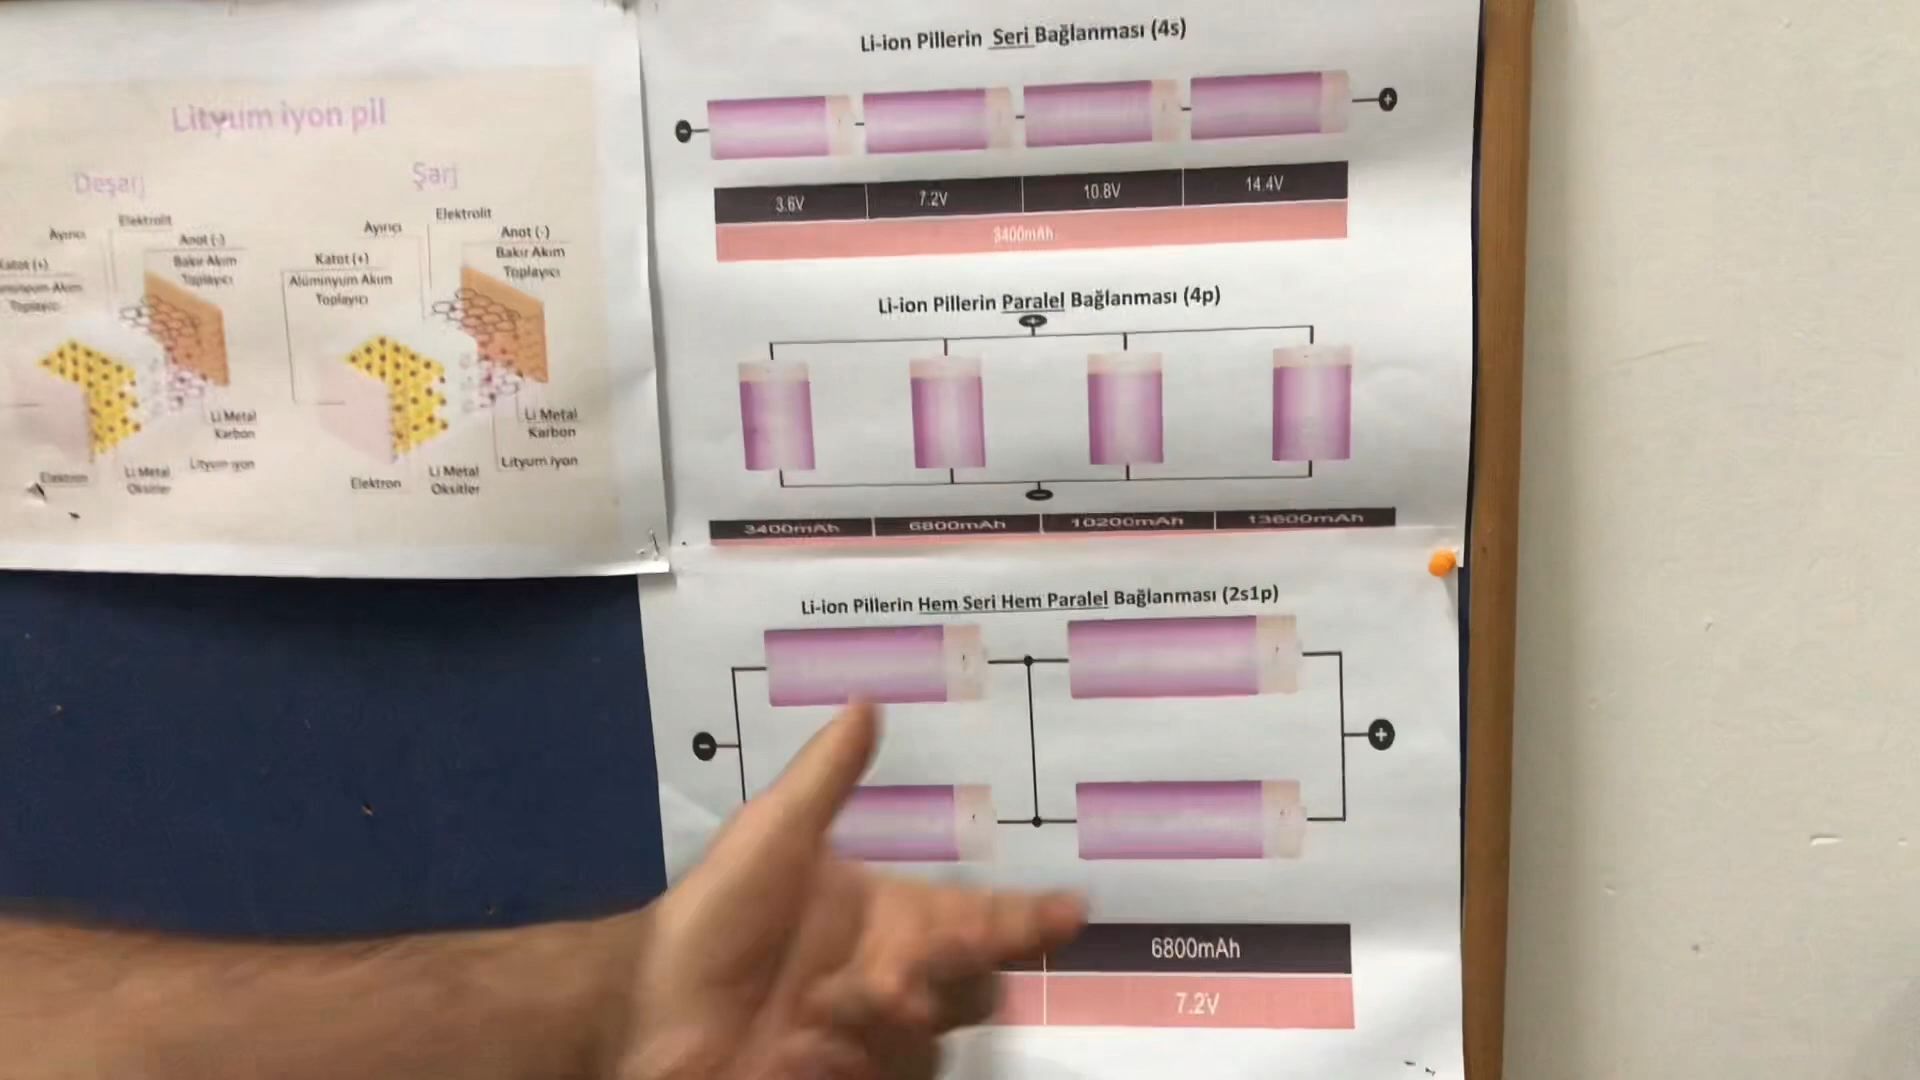 Lityum iyon pil
Deşarj
Şarj
Elektrolit
Ayırıcı
Anot (-)
Bakır Akım
Toplayıcı
Katot (+)
Li Metal
Karbon
Lityum iyon
Elektron
Li Metal
Oksitler
Elektrolit
Ayırıcı
Anot (-)
Bakır Akım
Toplayıcı
Katot (+)
Alüminyum Akım
Toplayıcı
Li Metal
Karbon
Lityum iyon
Elektron
Li Metal
Oksitler
Li-ion Pillerin Seri Bağlanması (4s)
- +
3.6V 7.2V 10.8V 14.4V
3400mAh
Li-ion Pillerin Paralel Bağlanması (4p)
+
-
3400mAh 6800mAh 10200mAh 13600mAh
Li-ion Pillerin Hem Seri Hem Paralel Bağlanması (2s1p)
- +
6800mAh
7.2V